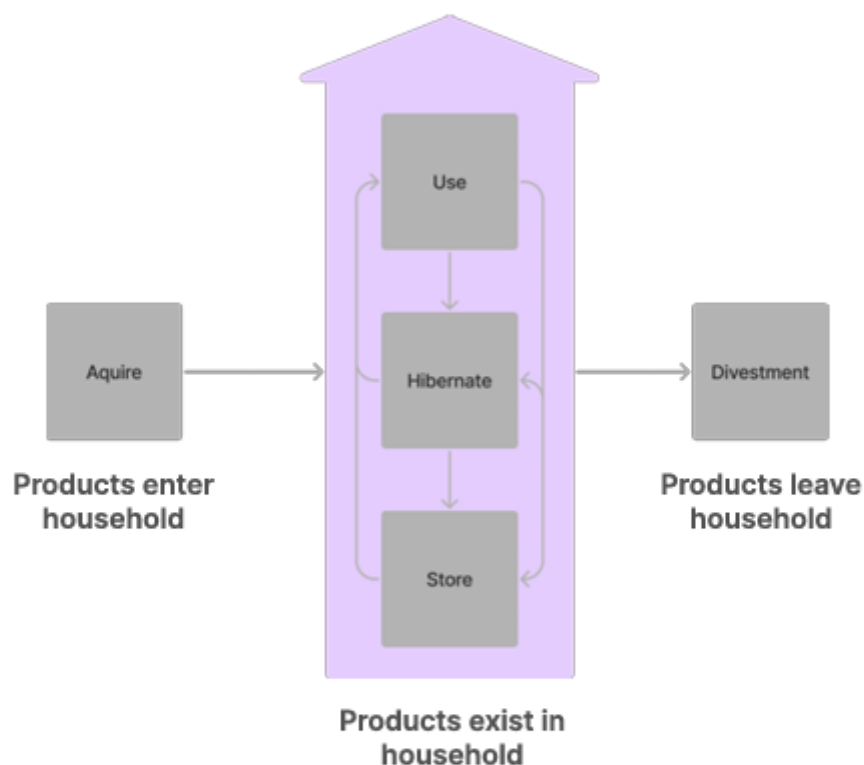 Use
Aquire
Hibernate
Divestment
Products enter
household
Products leave
household
Store
Products exist in
household